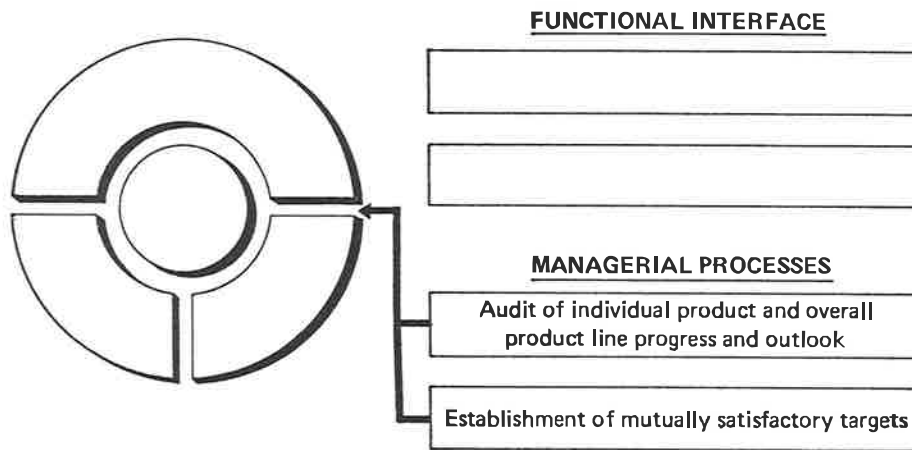 FUNCTIONAL INTERFACE
MANAGERIAL PROCESSES
Audit of individual product and overall
product line progress and outlook
Establishment of mutually satisfactory targets